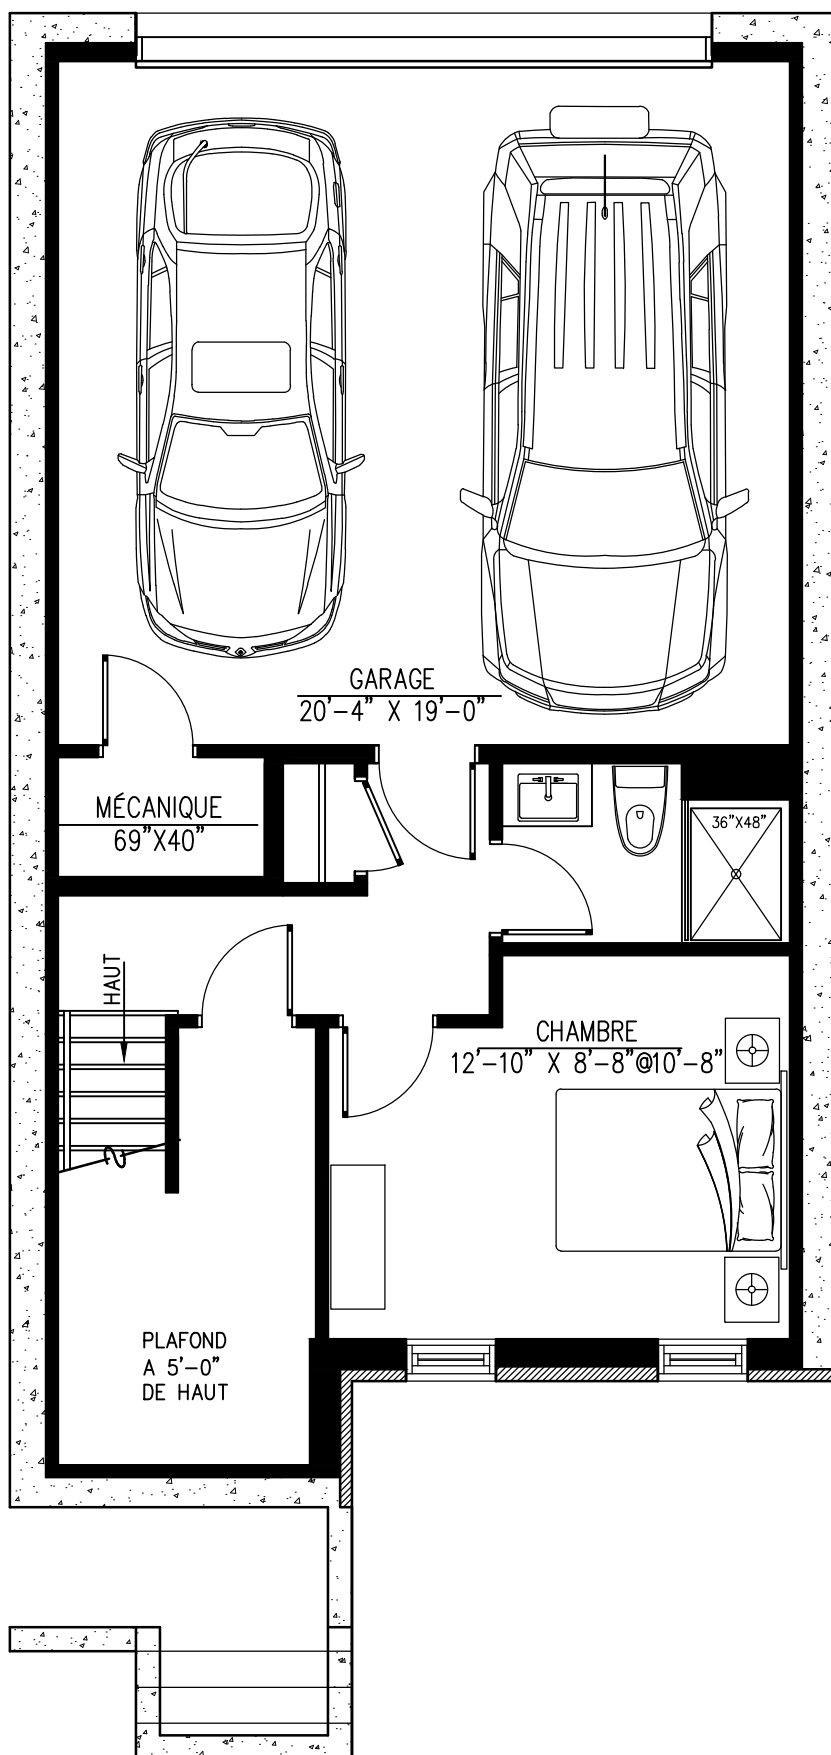 GARAGE
20'-4" X 19'-0"
MÉCANIQUE
69"X40"
36"X48"
HAUT
CHAMBRE
12'-10" X 8'-8"@10'-8"
PLAFOND
A 5'-0"
DE HAUT